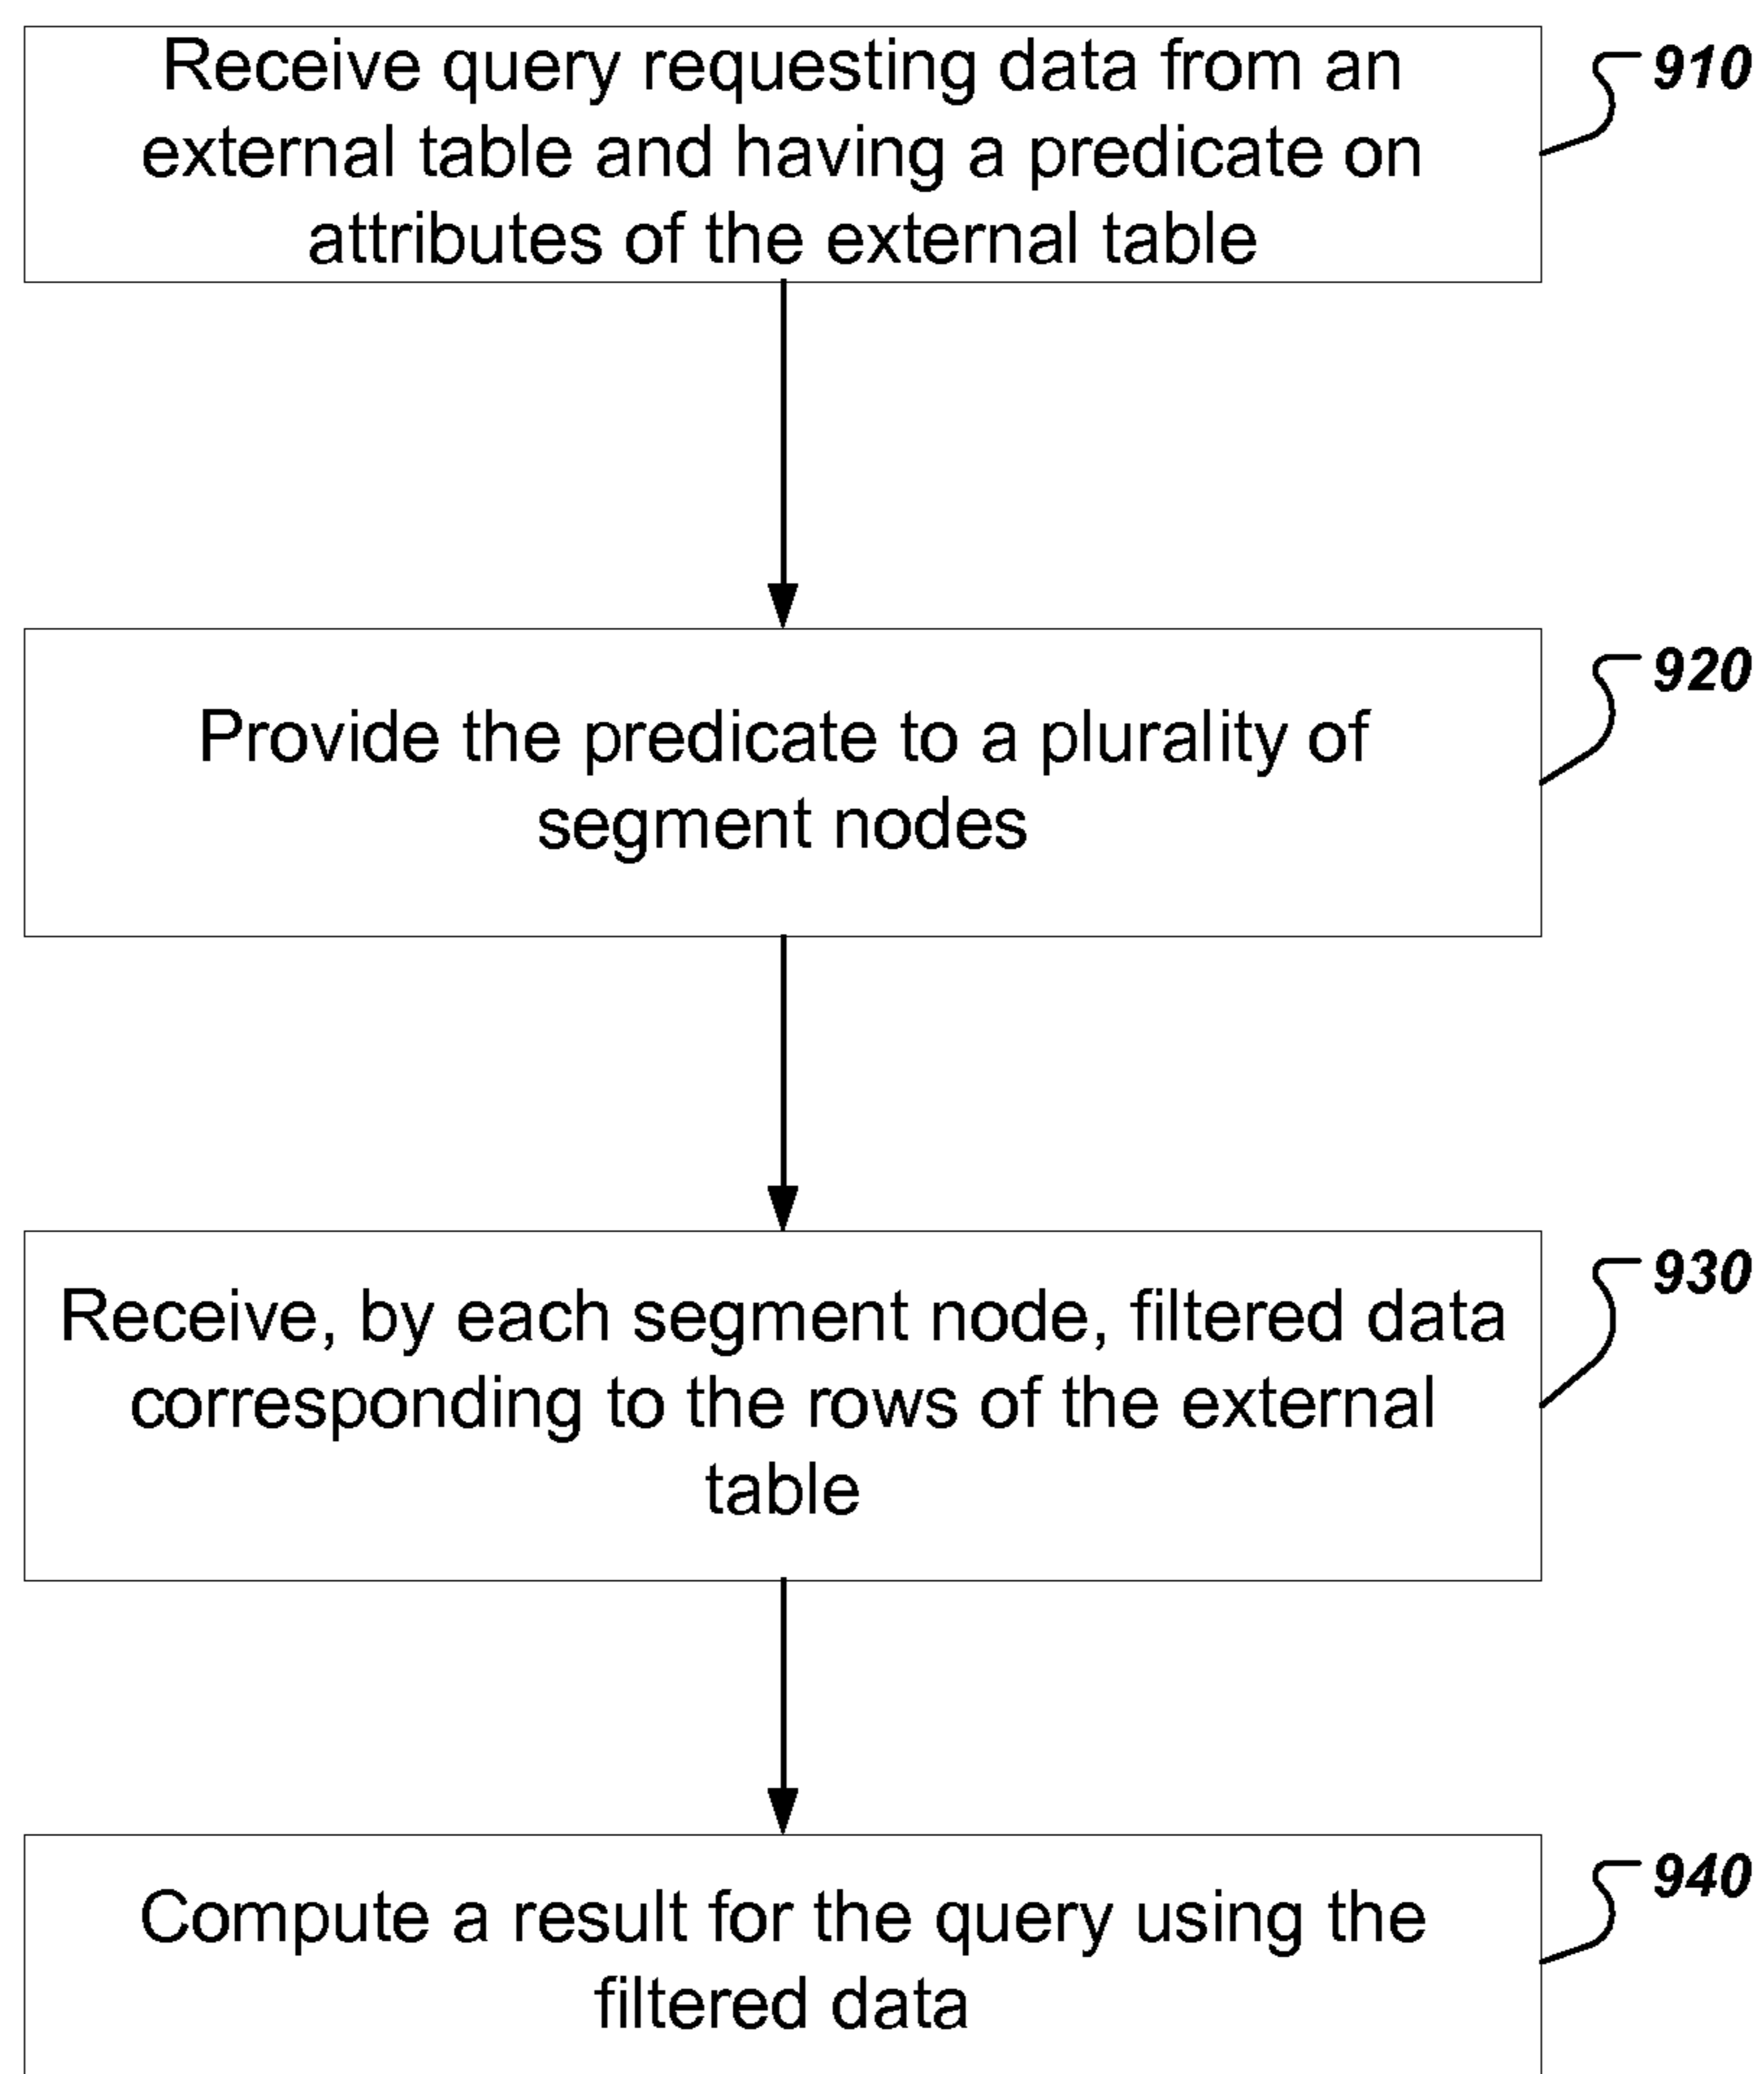 Receive query requesting data from an
external table and having a predicate on
attributes of the external table
910
Provide the predicate to a plurality of
segment nodes
920
Receive, by each segment node, filtered data
corresponding to the rows of the external
table
930
Compute a result for the query using the
filtered data
940